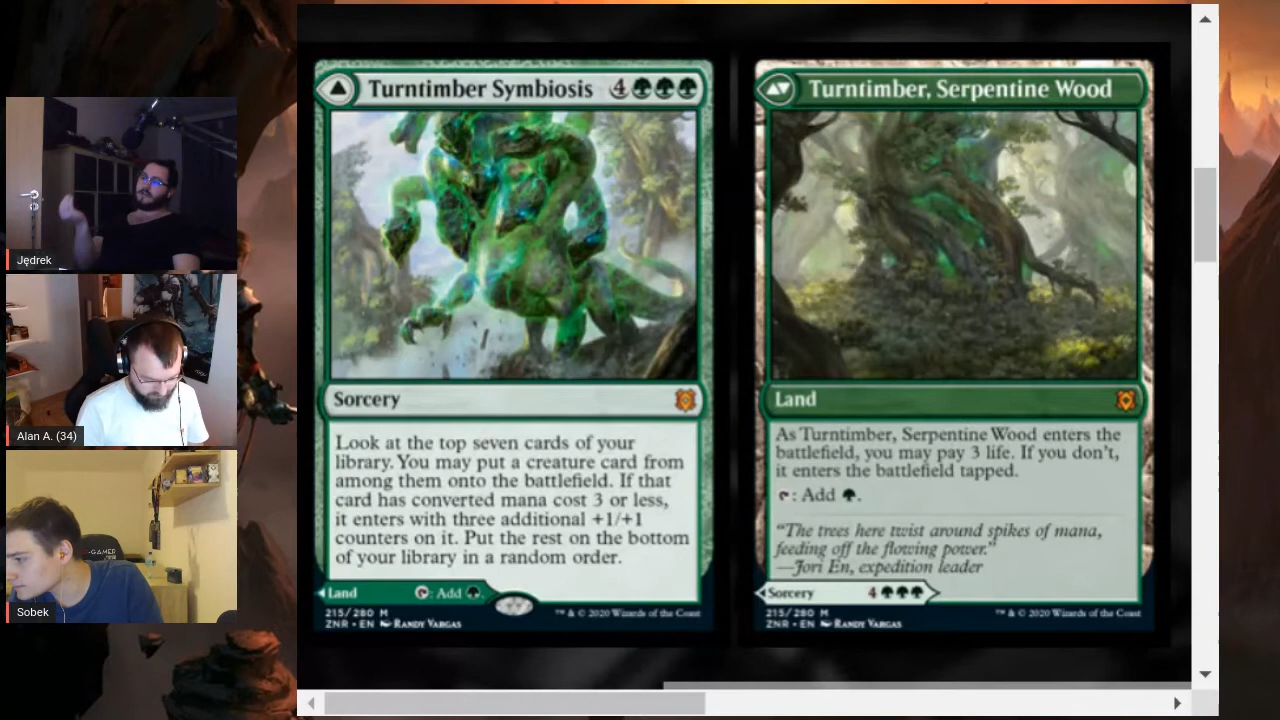 Turntimber Symbiosis 4
Sorcery
Look at the top seven cards of your
library. You may put a creature card from
among them onto the battlefield. If that
card has converted mana cost 3 or less,
it enters with three additional +1/+1
counters on it. Put the rest on the bottom
of your library in a random order.
Land : Add .
215/280 M
ZNR • EN RANDY VARGAS
™ & © 2020 Wizards of the Coast
Turntimber, Serpentine Wood
Land
As Turntimber, Serpentine Wood enters the
battlefield, you may pay 3 life. If you don't,
it enters the battlefield tapped.
: Add .
“The trees here twist around spikes of mana,
feeding off the flowing power.”
—Jori En, expedition leader
Sorcery 4
215/280 M
ZNR • EN RANDY VARGAS
™ & © 2020 Wizards of the Coast
Jędrek
Alan A. (34)
-GAMER
Sobek